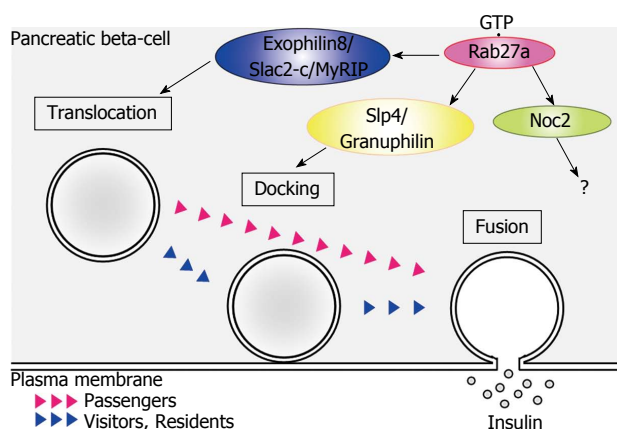 GTP
Pancreatic beta-cell
Exophilin8/
Slac2-c/MyRIP
Rab27a
Translocation
Slp4/
Granuphilin
Noc2
Docking
?
Fusion
Plasma membrane
Passengers
Visitors, Residents
Insulin